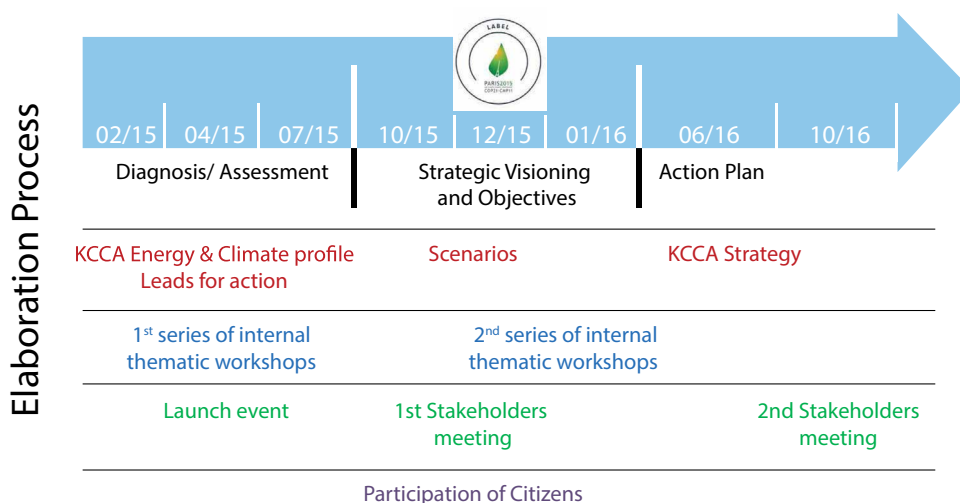 Elaboration Process
LABEL
PARIS2015
COP21·CMP11
02/15 04/15 07/15 10/15 12/15 01/16 06/16 10/16
Diagnosis/ Assessment
Strategic Visioning
and Objectives
Action Plan
KCCA Energy & Climate profile
Leads for action
Scenarios
KCCA Strategy
1st series of internal
thematic workshops
2nd series of internal
thematic workshops
Launch event
1st Stakeholders
meeting
2nd Stakeholders
meeting
Participation of Citizens